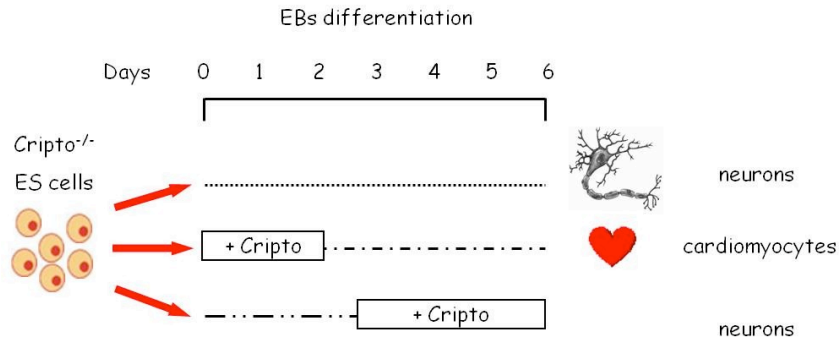 EBs differentiation
Days 0 1 2 3 4 5 6
Cripto-/-
ES cells
neurons
+ Cripto
cardiomyocytes
+ Cripto
neurons